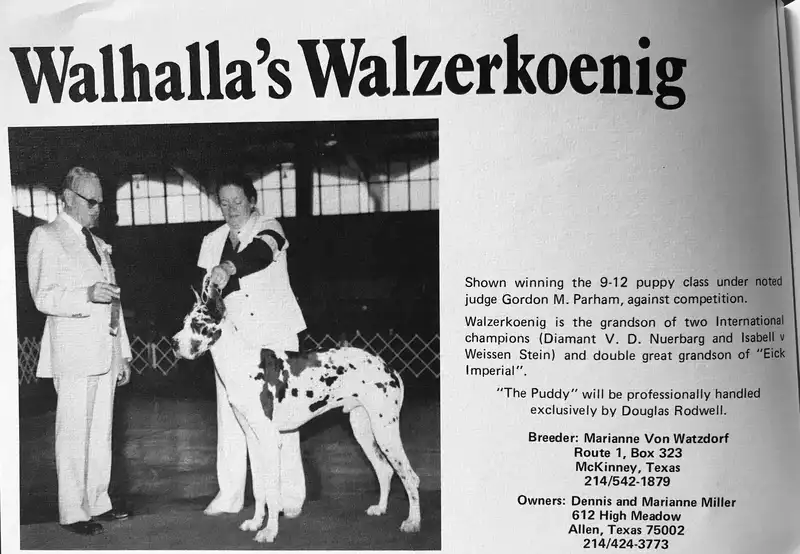 Walhalla's Walzerkoenig
Shown winning the 9-12 puppy class under noted
judge Gordon M. Parham, against competition.
Walzerkoenig is the grandson of two International
champions (Diamant V. D. Nuerbarg and Isabell v
Weissen Stein) and double great grandson of "Eick
Imperial".
"The Puddy" will be professionally handled
exclusively by Douglas Rodwell.
Breeder: Marianne Von Watzdorf
Route 1, Box 323
McKinney, Texas
214/542-1879
Owners: Dennis and Marianne Miller
612 High Meadow
Allen, Texas 75002
214/424-3773